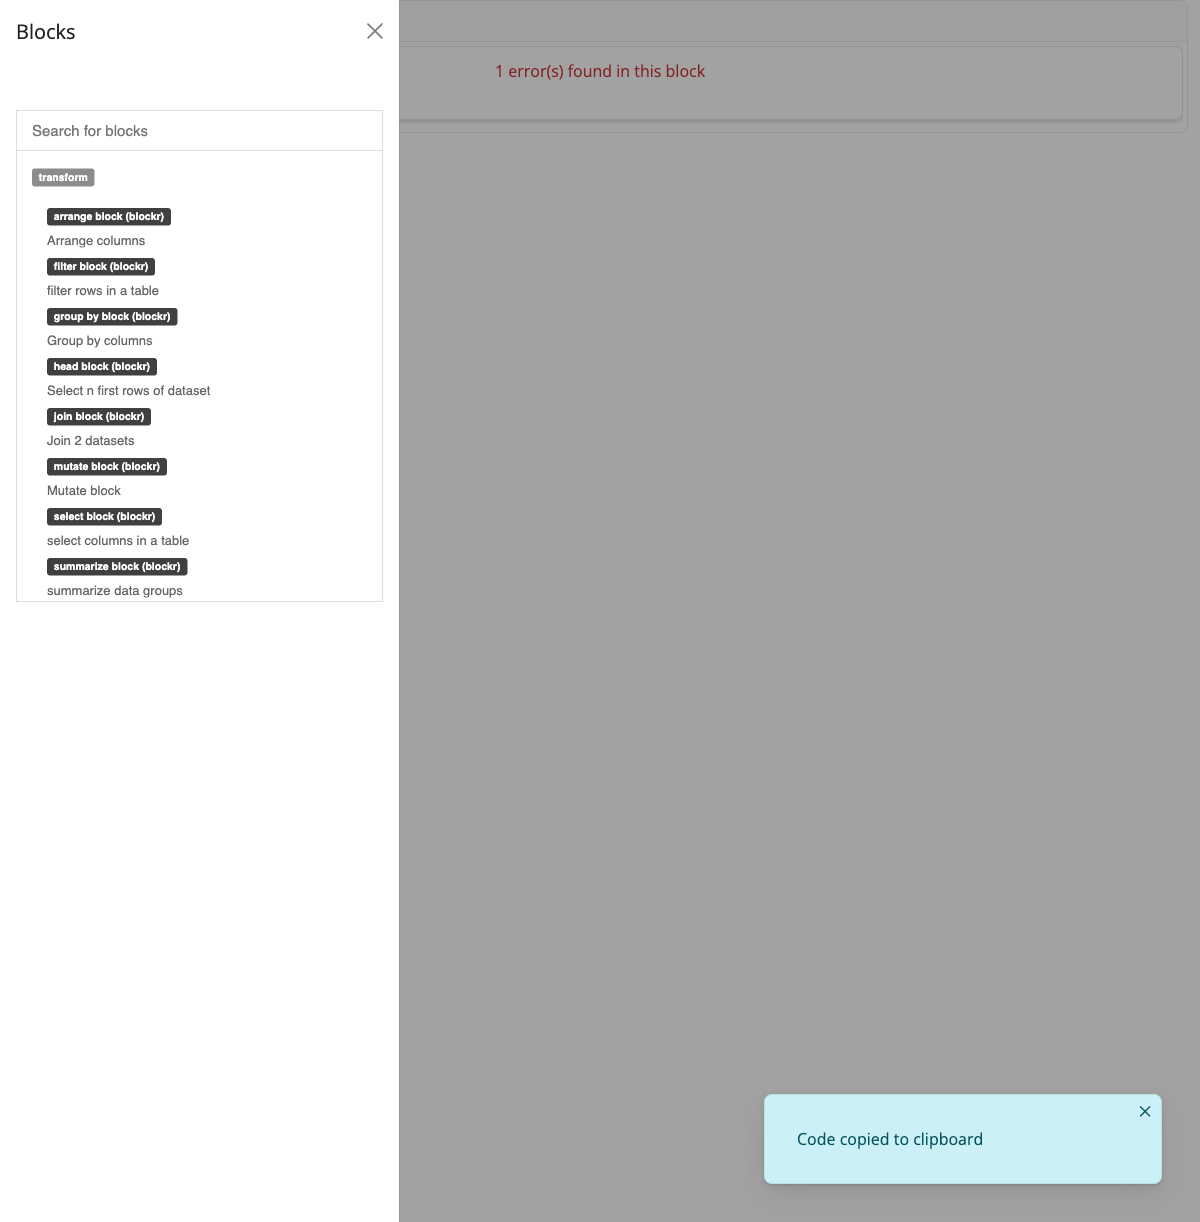 Blocks
1 error(s) found in this block
Search for blocks
transform
arrange block (blockr)
Arrange columns
filter block (blockr)
filter rows in a table
group by block (blockr)
Group by columns
head block (blockr)
Select n first rows of dataset
join block (blockr)
Join 2 datasets
mutate block (blockr)
Mutate block
select block (blockr)
select columns in a table
summarize block (blockr)
summarize data groups
Code copied to clipboard